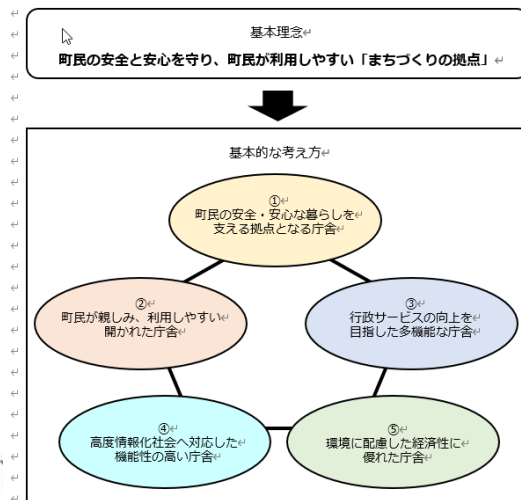 基本理念
町民の安全と安心を守り、町民が利用しやすい「まちづくりの拠点」
基本的な考え方
①
町民の安全・安心な暮らしを
支える拠点となる庁舎
②
町民が親しみ、利用しやすい
開かれた庁舎
③
行政サービスの向上を
目指した多機能な庁舎
④
高度情報化社会へ対応した
機能性の高い庁舎
⑤
環境に配慮した経済性に
優れた庁舎